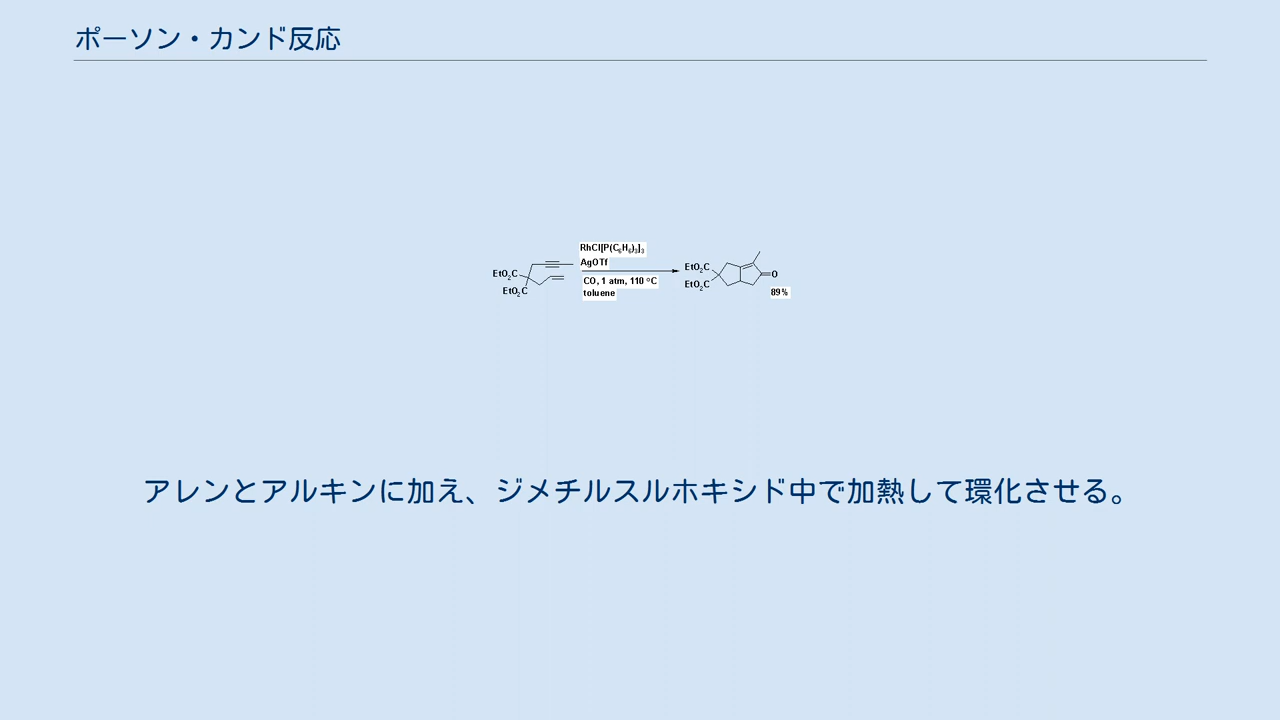 ポーソン・カンド反応
RhCl[P(C6H6)3]3
AgOTf
EtO2C
EtO2C
CO, 1 atm, 110 °C
toluene
EtO2C
EtO2C
O
89%
アレンとアルキンに加え、ジメチルスルホキシド中で加熱して環化させる。